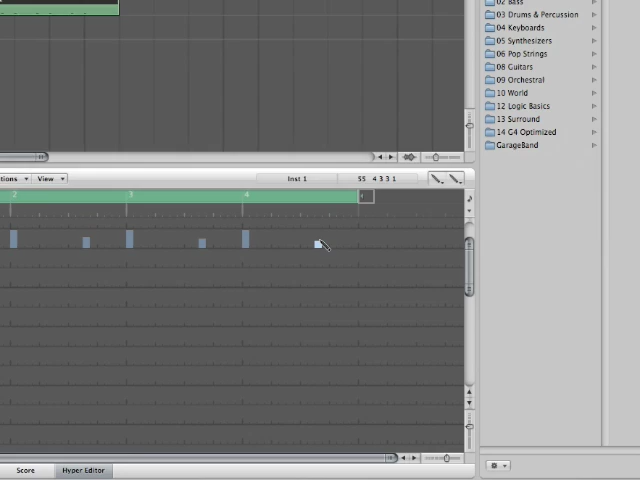 02 Bass
03 Drums & Percussion
04 Keyboards
05 Synthesizers
06 Pop Strings
08 Guitars
09 Orchestral
10 World
12 Logic Basics
13 Surround
14 G4 Optimized
GarageBand
tions View Inst 1 55 4 3 3 1
2 3 4
Score Hyper Editor